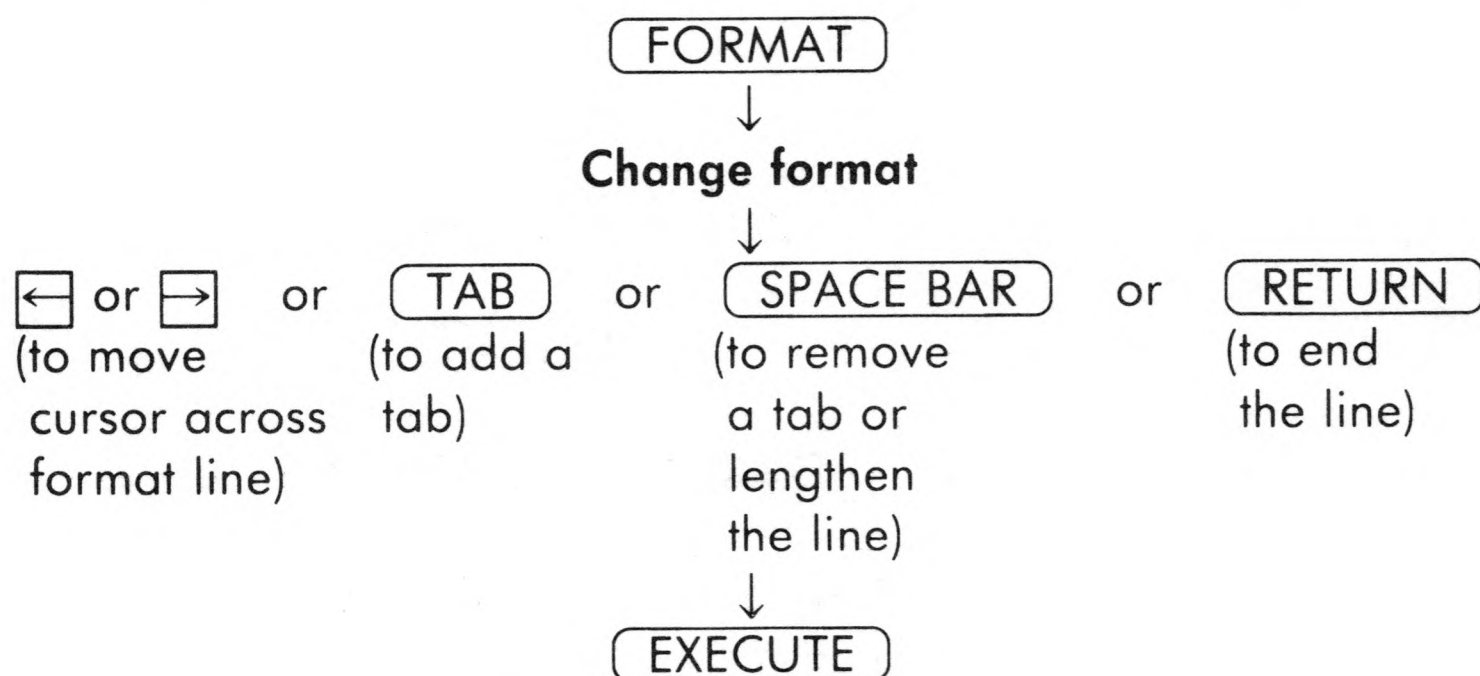 FORMAT
↓
Change format
↓
← or → or TAB or SPACE BAR or RETURN
(to move
cursor across
format line)
(to add a
tab)
(to remove
a tab or
lengthen
the line)
(to end
the line)
↓
EXECUTE